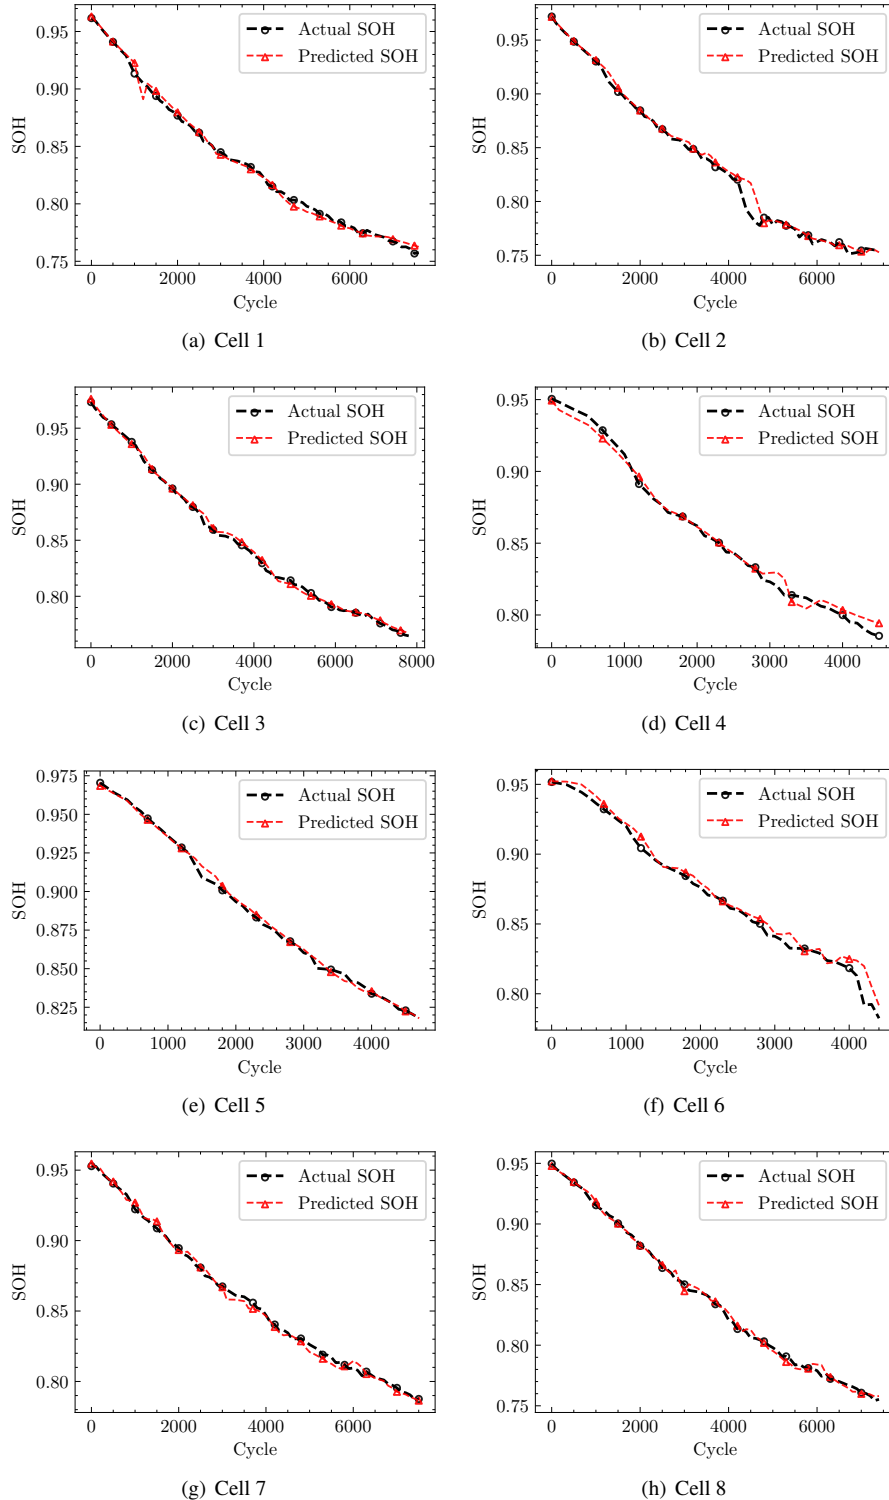 0.95
0.90
0.85
0.80
0.75
SOH
Actual SOH
Predicted SOH
0 2000 4000 6000
Cycle
(a) Cell 1
0.95
0.90
0.85
0.80
0.75
SOH
Actual SOH
Predicted SOH
0 2000 4000 6000
Cycle
(b) Cell 2
0.95
0.90
0.85
0.80
SOH
Actual SOH
Predicted SOH
0 2000 4000 6000 8000
Cycle
(c) Cell 3
0.95
0.90
0.85
0.80
SOH
Actual SOH
Predicted SOH
0 1000 2000 3000 4000
Cycle
(d) Cell 4
0.975
0.950
0.925
0.900
0.875
0.850
0.825
SOH
Actual SOH
Predicted SOH
0 1000 2000 3000 4000
Cycle
(e) Cell 5
0.95
0.90
0.85
0.80
SOH
Actual SOH
Predicted SOH
0 1000 2000 3000 4000
Cycle
(f) Cell 6
0.95
0.90
0.85
0.80
SOH
Actual SOH
Predicted SOH
0 2000 4000 6000
Cycle
(g) Cell 7
0.95
0.90
0.85
0.80
0.75
SOH
Actual SOH
Predicted SOH
0 2000 4000 6000
Cycle
(h) Cell 8